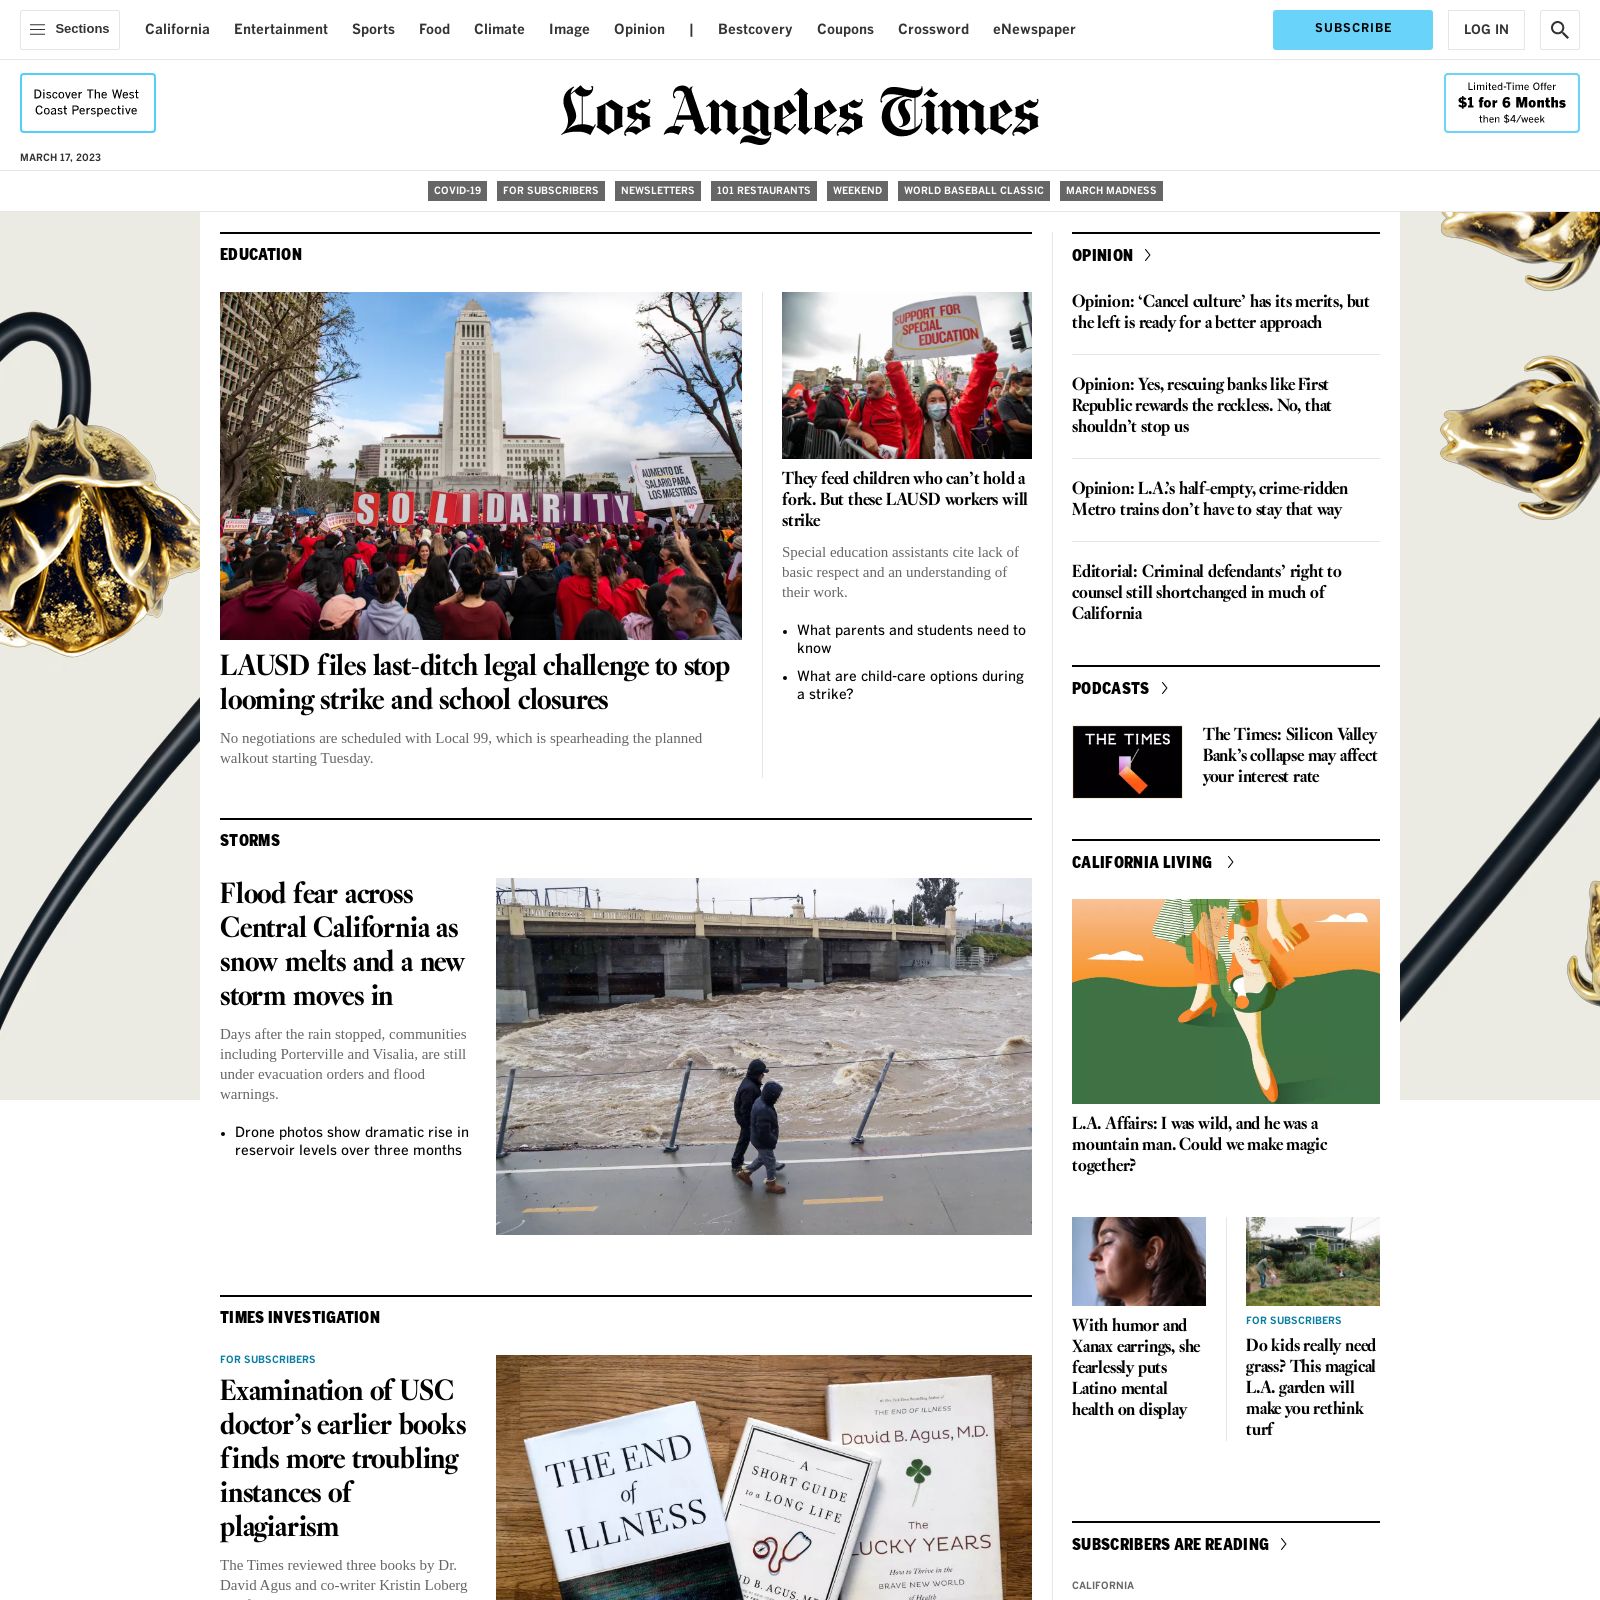 Sections
California
Entertainment
Sports
Food
Climate
Image
Opinion
|
Bestcovery
Coupons
Crossword
eNewspaper
SUBSCRIBE
LOG IN
Discover The West
Coast Perspective
Los Angeles Times
Limited-Time Offer
$1 for 6 Months
then $4/week
MARCH 17, 2023
COVID-19
FOR SUBSCRIBERS
NEWSLETTERS
101 RESTAURANTS
WEEKEND
WORLD BASEBALL CLASSIC
MARCH MADNESS
EDUCATION
AUMENTO DE
SALARIO PARA
LOS MAESTROS
SOLIDARITY
LAUSD files last-ditch legal challenge to stop
looming strike and school closures
No negotiations are scheduled with Local 99, which is spearheading the planned
walkout starting Tuesday.
SUPPORT FOR
SPECIAL
EDUCATION
They feed children who can’t hold a
fork. But these LAUSD workers will
strike
Special education assistants cite lack of
basic respect and an understanding of
their work.
• What parents and students need to
know
• What are child-care options during
a strike?
STORMS
Flood fear across
Central California as
snow melts and a new
storm moves in
Days after the rain stopped, communities
including Porterville and Visalia, are still
under evacuation orders and flood
warnings.
• Drone photos show dramatic rise in
reservoir levels over three months
TIMES INVESTIGATION
FOR SUBSCRIBERS
Examination of USC
doctor’s earlier books
finds more troubling
instances of
plagiarism
The Times reviewed three books by Dr.
David Agus and co-writer Kristin Loberg
THE END
of
ILLNESS
A
SHORT GUIDE
to a LONG LIFE
D B. AGUS, M
THE END OF ILLNESS
David B. Agus, M.D.
The
LUCKY YEARS
How to Thrive in the
BRAVE NEW WORLD
of Health
OPINION
Opinion: ‘Cancel culture’ has its merits, but
the left is ready for a better approach
Opinion: Yes, rescuing banks like First
Republic rewards the reckless. No, that
shouldn’t stop us
Opinion: L.A.’s half-empty, crime-ridden
Metro trains don’t have to stay that way
Editorial: Criminal defendants’ right to
counsel still shortchanged in much of
California
PODCASTS
THE TIMES
The Times: Silicon Valley
Bank’s collapse may affect
your interest rate
CALIFORNIA LIVING
L.A. Affairs: I was wild, and he was a
mountain man. Could we make magic
together?
With humor and
Xanax earrings, she
fearlessly puts
Latino mental
health on display
FOR SUBSCRIBERS
Do kids really need
grass? This magical
L.A. garden will
make you rethink
turf
SUBSCRIBERS ARE READING
CALIFORNIA